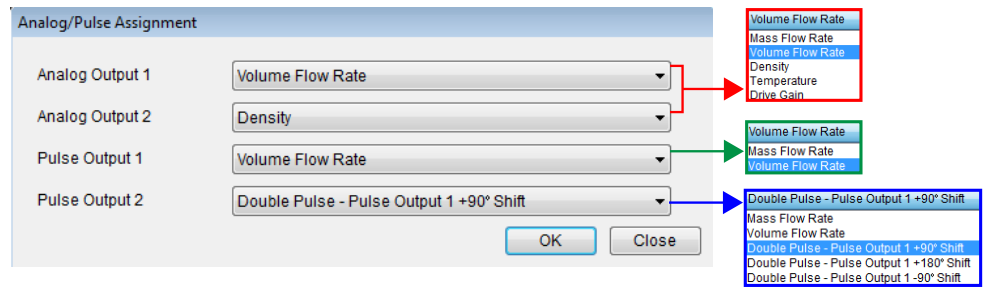 Analog/Pulse Assignment
Analog Output 1
Volume Flow Rate
Analog Output 2
Density
Pulse Output 1
Volume Flow Rate
Pulse Output 2
Double Pulse - Pulse Output 1 +90° Shift
OK
Close
Volume Flow Rate
Mass Flow Rate
Volume Flow Rate
Density
Temperature
Drive Gain
Volume Flow Rate
Mass Flow Rate
Volume Flow Rate
Double Pulse - Pulse Output 1 +90° Shift
Mass Flow Rate
Volume Flow Rate
Double Pulse - Pulse Output 1 +90° Shift
Double Pulse - Pulse Output 1 +180° Shift
Double Pulse - Pulse Output 1 -90° Shift